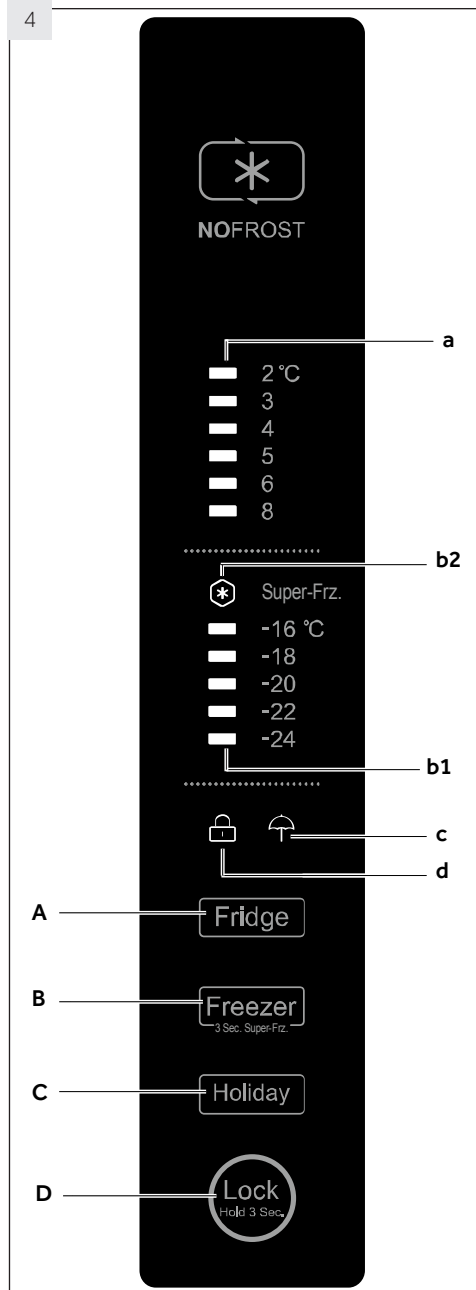 4
NOFROST
a
2 °C
3
4
5
6
8
b2
Super-Frz.
-16 °C
-18
-20
-22
-24
b1
c
d
A
Fridge
B
Freezer
3 Sec. Super-Frz.
C
Holiday
D
Lock
Hold 3 Sec.